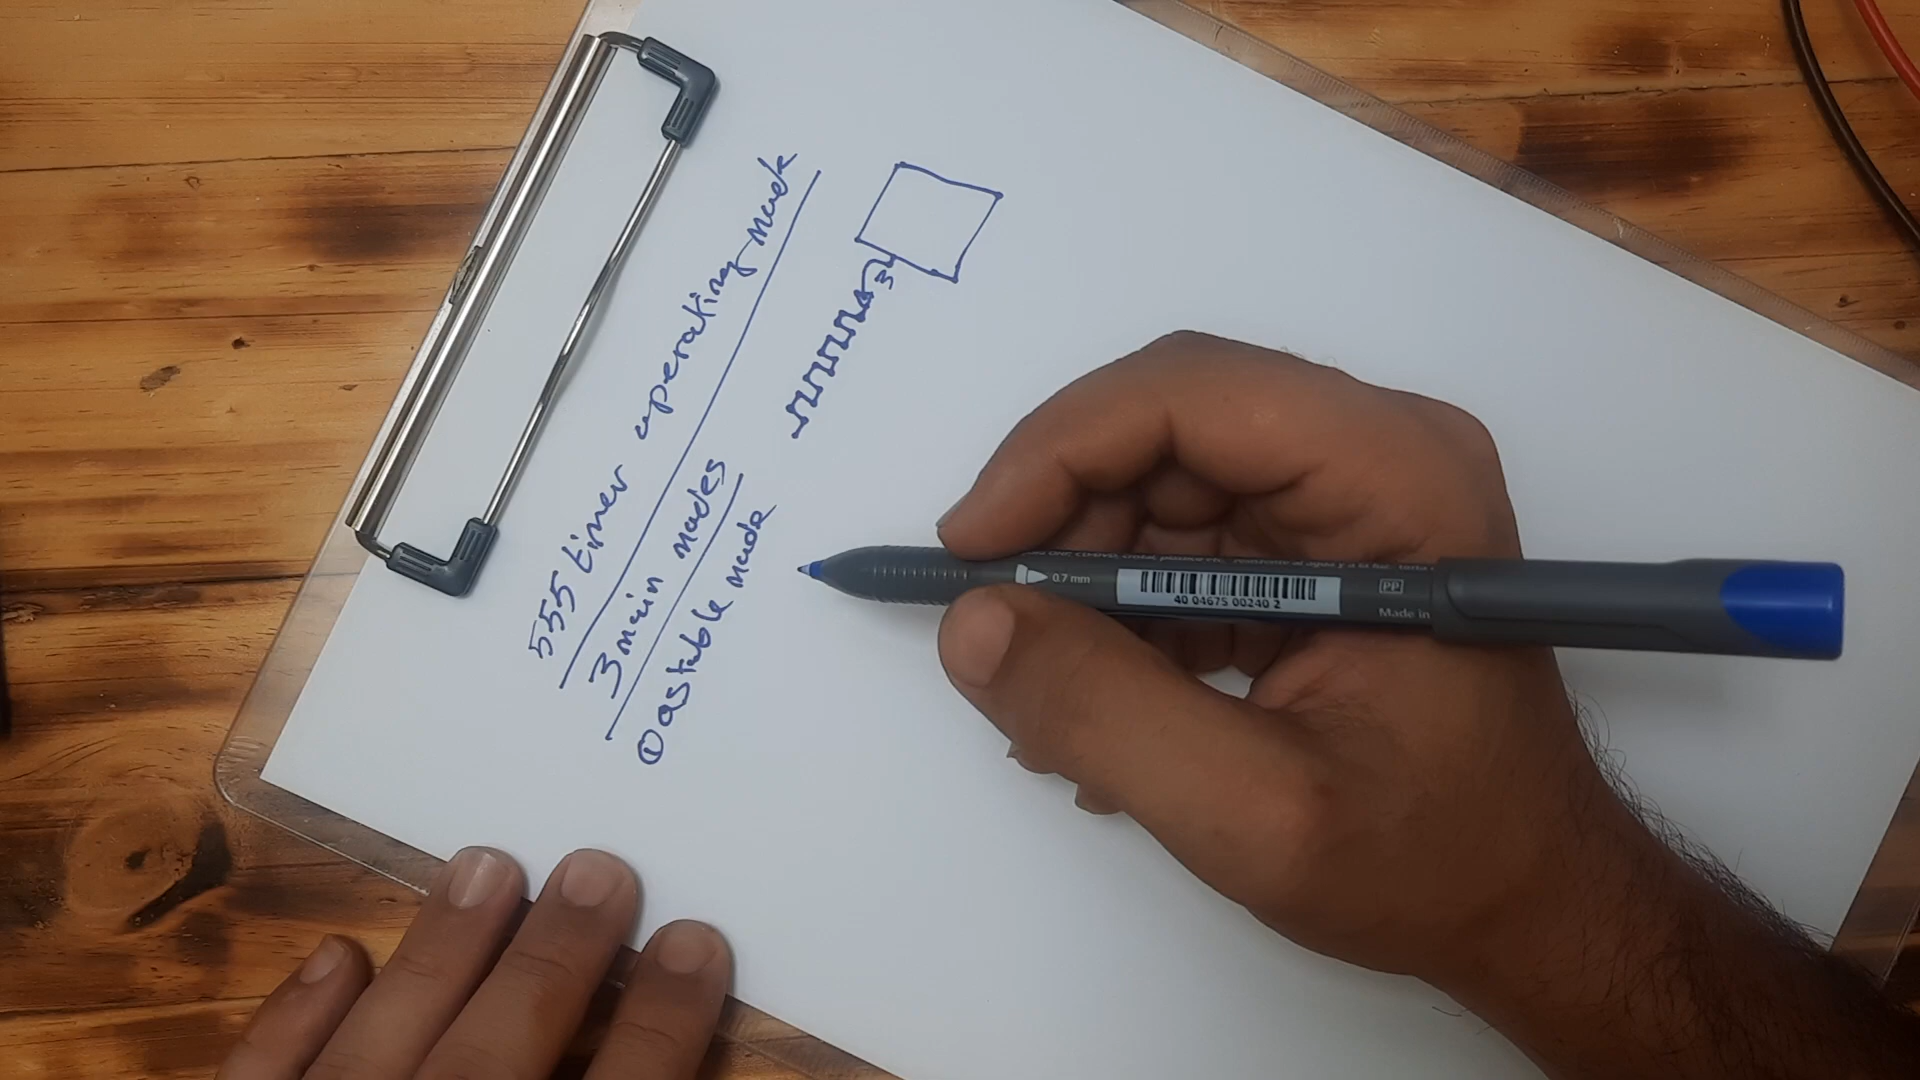 555 timer operating mode
3 main modes
① astable mode
3
0.7 mm
40 04675 00240 2
PP
Made in